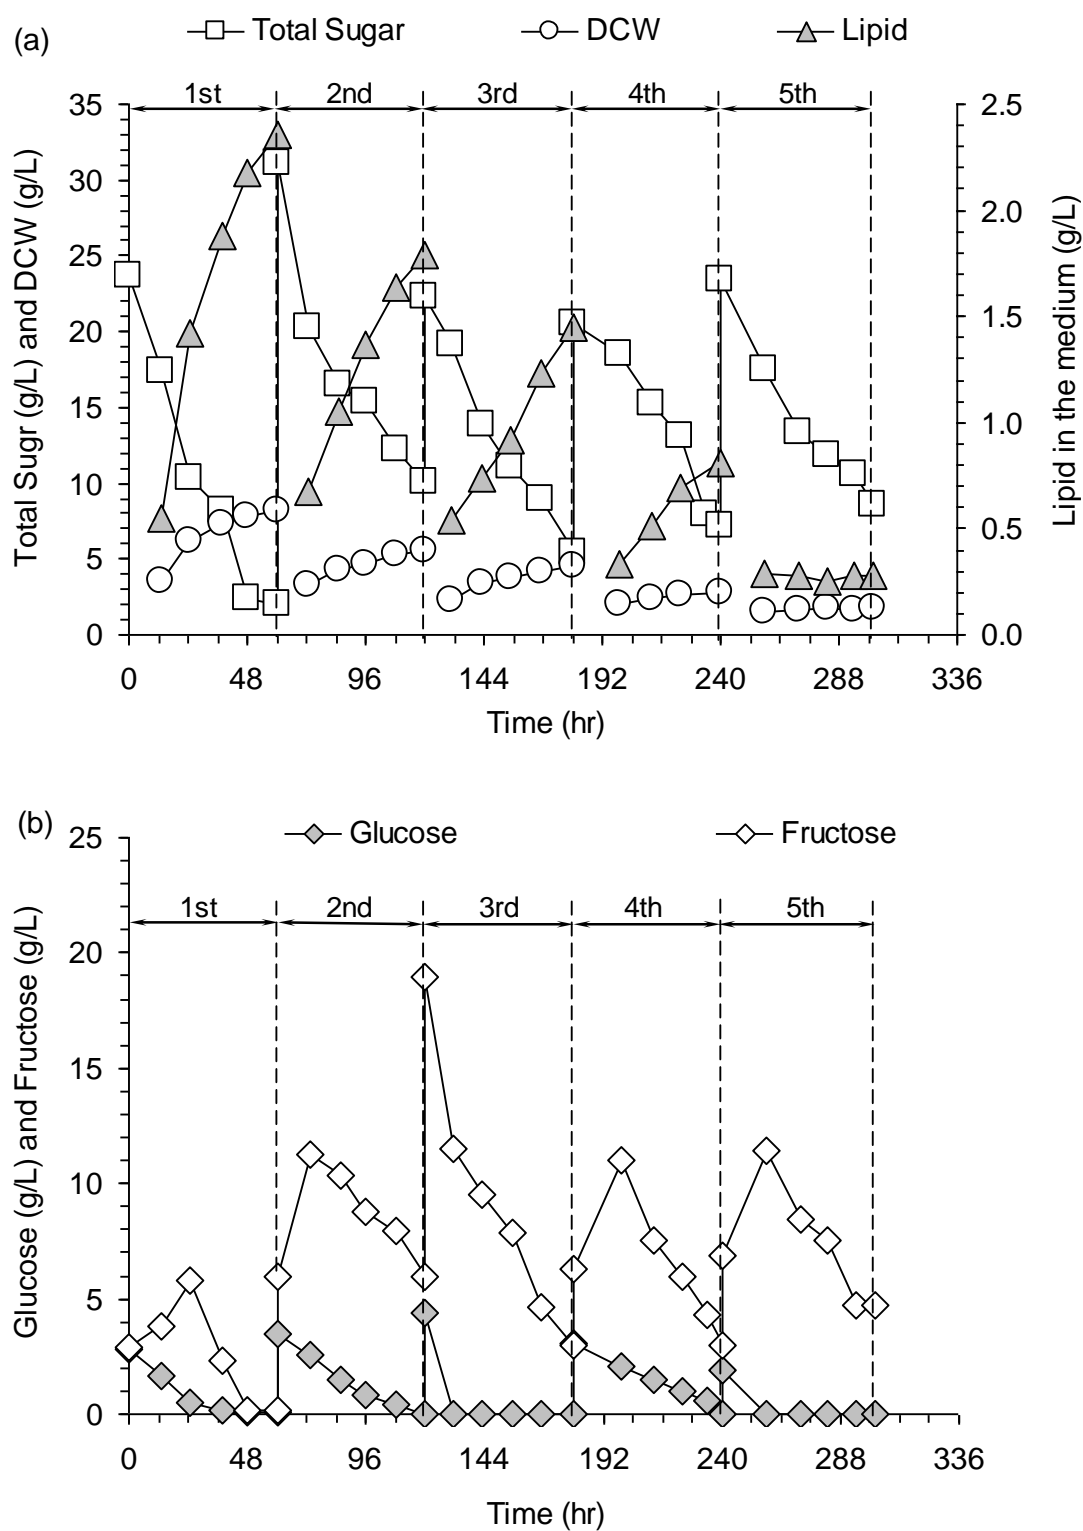 (a)
Total Sugar DCW Lipid
1st 2nd 3rd 4th 5th
35 2.5
30
2.0
25
20
1.5
15
1.0
10
0.5
5
0 0.0
Total Sugr (g/L) and DCW (g/L)
Lipid in the medium (g/L)
0 48 96 144 192 240 288 336
Time (hr)
(b)
Glucose Fructose
25
1st 2nd 3rd 4th 5th
20
15
10
5
0
Glucose (g/L) and Fructose (g/L)
0 48 96 144 192 240 288 336
Time (hr)